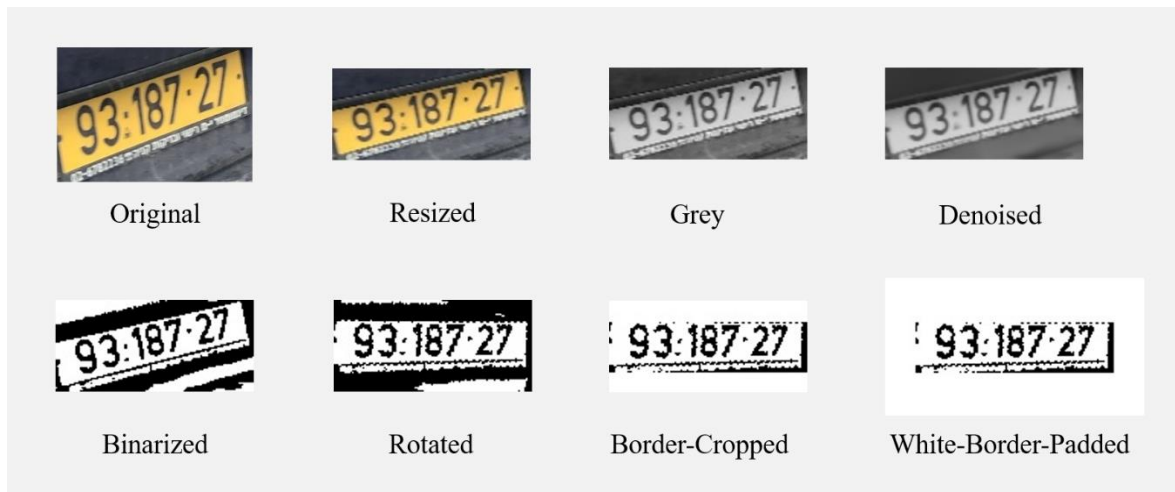 93:187·27
93:187·27
93:187·27
93:187·27
Original
Resized
Grey
Denoised
93:187·27
93:187·27
93:187·27
93:187·27
Binarized
Rotated
Border-Cropped
White-Border-Padded